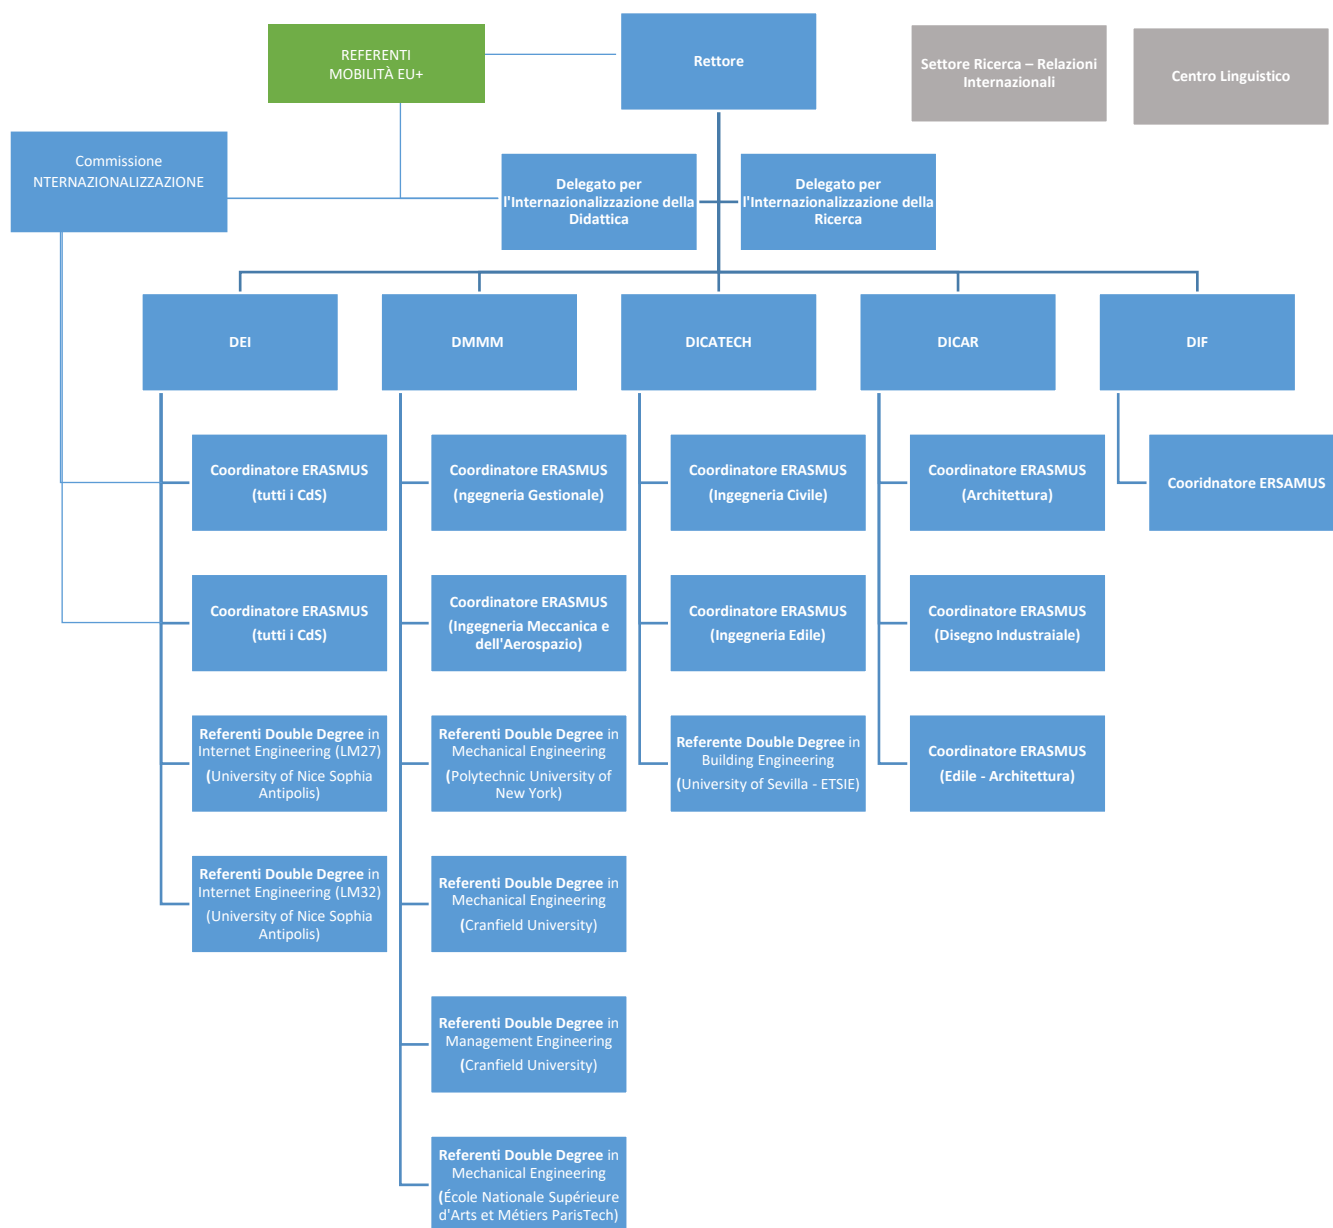 REFERENTI
MOBILITÀ EU+
Rettore
Settore Ricerca – Relazioni
Internazionali
Centro Linguistico
Commissione
NTERNAZIONALIZZAZIONE
Delegato per
l'Internazionalizzazione della
Didattica
Delegato per
l'Internazionalizzazione della
Ricerca
DEI
DMMM
DICATECH
DICAR
DIF
Coordinatore ERASMUS
(tutti i CdS)
Coordinatore ERASMUS
(ngegneria Gestionale)
Coordinatore ERASMUS
(Ingegneria Civile)
Coordinatore ERASMUS
(Architettura)
Cooridnatore ERSAMUS
Coordinatore ERASMUS
(tutti i CdS)
Coordinatore ERASMUS
(Ingegneria Meccanica e
dell'Aerospazio)
Coordinatore ERASMUS
(Ingegneria Edile)
Coordinatore ERASMUS
(Disegno Industraiale)
Referenti Double Degree in
Internet Engineering (LM27)
(University of Nice Sophia
Antipolis)
Referenti Double Degree in
Mechanical Engineering
(Polytechnic University of
New York)
Referente Double Degree in
Building Engineering
(University of Sevilla - ETSIE)
Coordinatore ERASMUS
(Edile - Architettura)
Referenti Double Degree in
Internet Engineering (LM32)
(University of Nice Sophia
Antipolis)
Referenti Double Degree in
Mechanical Engineering
(Cranfield University)
Referenti Double Degree in
Management Engineering
(Cranfield University)
Referenti Double Degree in
Mechanical Engineering
(École Nationale Supérieure
d'Arts et Métiers ParisTech)